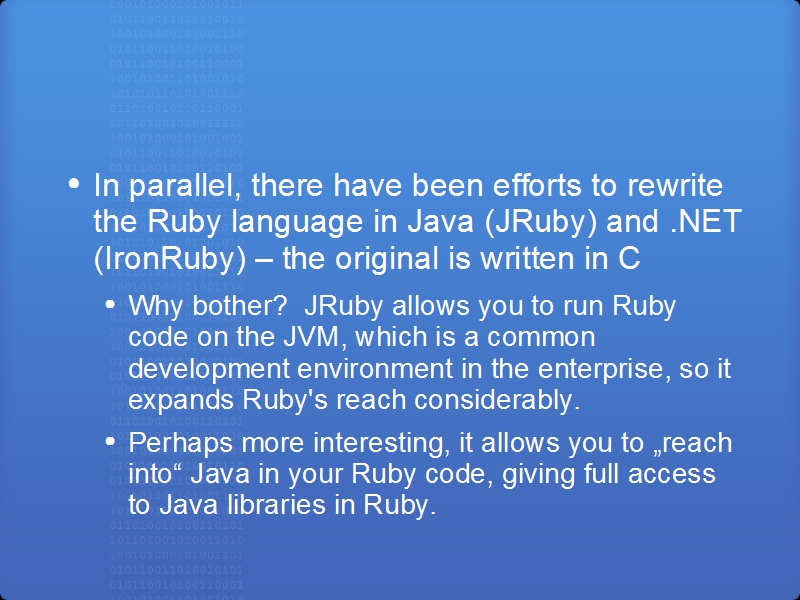 • In parallel, there have been efforts to rewrite
the Ruby language in Java (JRuby) and .NET
(IronRuby) – the original is written in C
• Why bother?  JRuby allows you to run Ruby
code on the JVM, which is a common
development environment in the enterprise, so it
expands Ruby's reach considerably.
• Perhaps more interesting, it allows you to „reach
into“ Java in your Ruby code, giving full access
to Java libraries in Ruby.